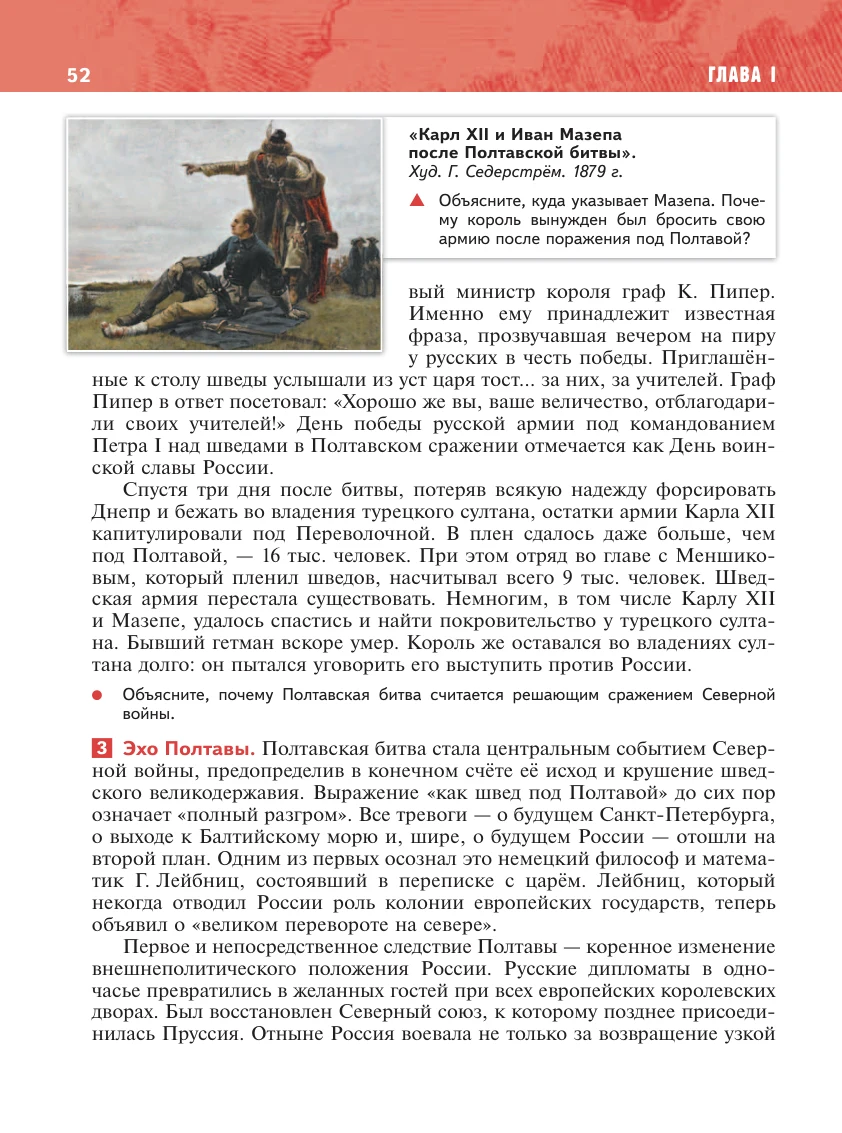 52
ГЛАВА I
«Карл XII и Иван Мазепа
после Полтавской битвы».
Худ. Г. Седерстрём. 1879 г.
▲ Объясните, куда указывает Мазепа. Поче-
му король вынужден был бросить свою
армию после поражения под Полтавой?
вый министр короля граф К. Пипер.
Именно ему принадлежит известная
фраза, прозвучавшая вечером на пиру
у русских в честь победы. Приглашён-
ные к столу шведы услышали из уст царя тост... за них, за учителей. Граф
Пипер в ответ посетовал: «Хорошо же вы, ваше величество, отблагодари-
ли своих учителей!» День победы русской армии под командованием
Петра I над шведами в Полтавском сражении отмечается как День воин-
ской славы России.
Спустя три дня после битвы, потеряв всякую надежду форсировать
Днепр и бежать во владения турецкого султана, остатки армии Карла XII
капитулировали под Переволочной. В плен сдалось даже больше, чем
под Полтавой, — 16 тыс. человек. При этом отряд во главе с Меншико-
вым, который пленил шведов, насчитывал всего 9 тыс. человек. Швед-
ская армия перестала существовать. Немногим, в том числе Карлу XII
и Мазепе, удалось спастись и найти покровительство у турецкого султа-
на. Бывший гетман вскоре умер. Король же оставался во владениях сул-
тана долго: он пытался уговорить его выступить против России.
● Объясните, почему Полтавская битва считается решающим сражением Северной
войны.
3 Эхо Полтавы. Полтавская битва стала центральным событием Север-
ной войны, предопределив в конечном счёте её исход и крушение швед-
ского великодержавия. Выражение «как швед под Полтавой» до сих пор
означает «полный разгром». Все тревоги — о будущем Санкт-Петербурга,
о выходе к Балтийскому морю и, шире, о будущем России — отошли на
второй план. Одним из первых осознал это немецкий философ и матема-
тик Г. Лейбниц, состоявший в переписке с царём. Лейбниц, который
некогда отводил России роль колонии европейских государств, теперь
объявил о «великом перевороте на севере».
Первое и непосредственное следствие Полтавы — коренное изменение
внешнеполитического положения России. Русские дипломаты в одно-
часье превратились в желанных гостей при всех европейских королевских
дворах. Был восстановлен Северный союз, к которому позднее присоеди-
нилась Пруссия. Отныне Россия воевала не только за возвращение узкой